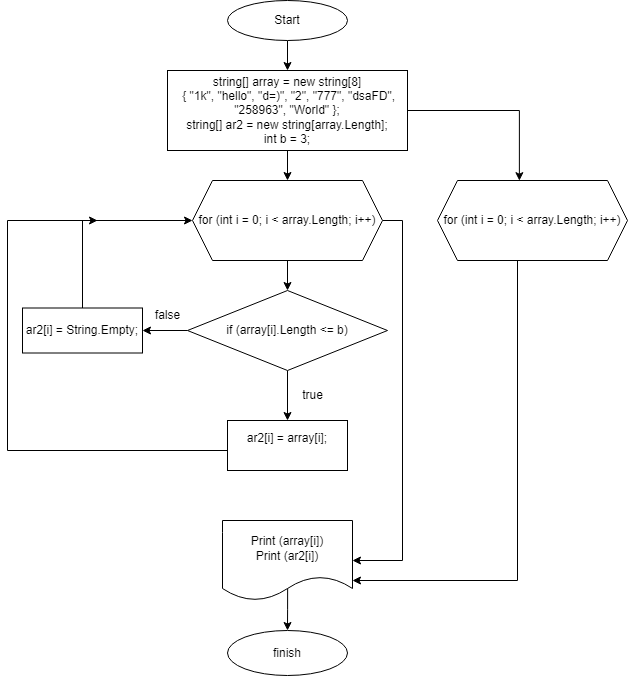 Start
string[] array = new string[8]
{ "1k", "hello", "d=)", "2", "777", "dsaFD",
"258963", "World" };
string[] ar2 = new string[array.Length];
int b = 3;
for (int i = 0; i < array.Length; i++)
for (int i = 0; i < array.Length; i++)
false
ar2[i] = String.Empty;
if (array[i].Length <= b)
true
ar2[i] = array[i];
Print (array[i])
Print (ar2[i])
finish